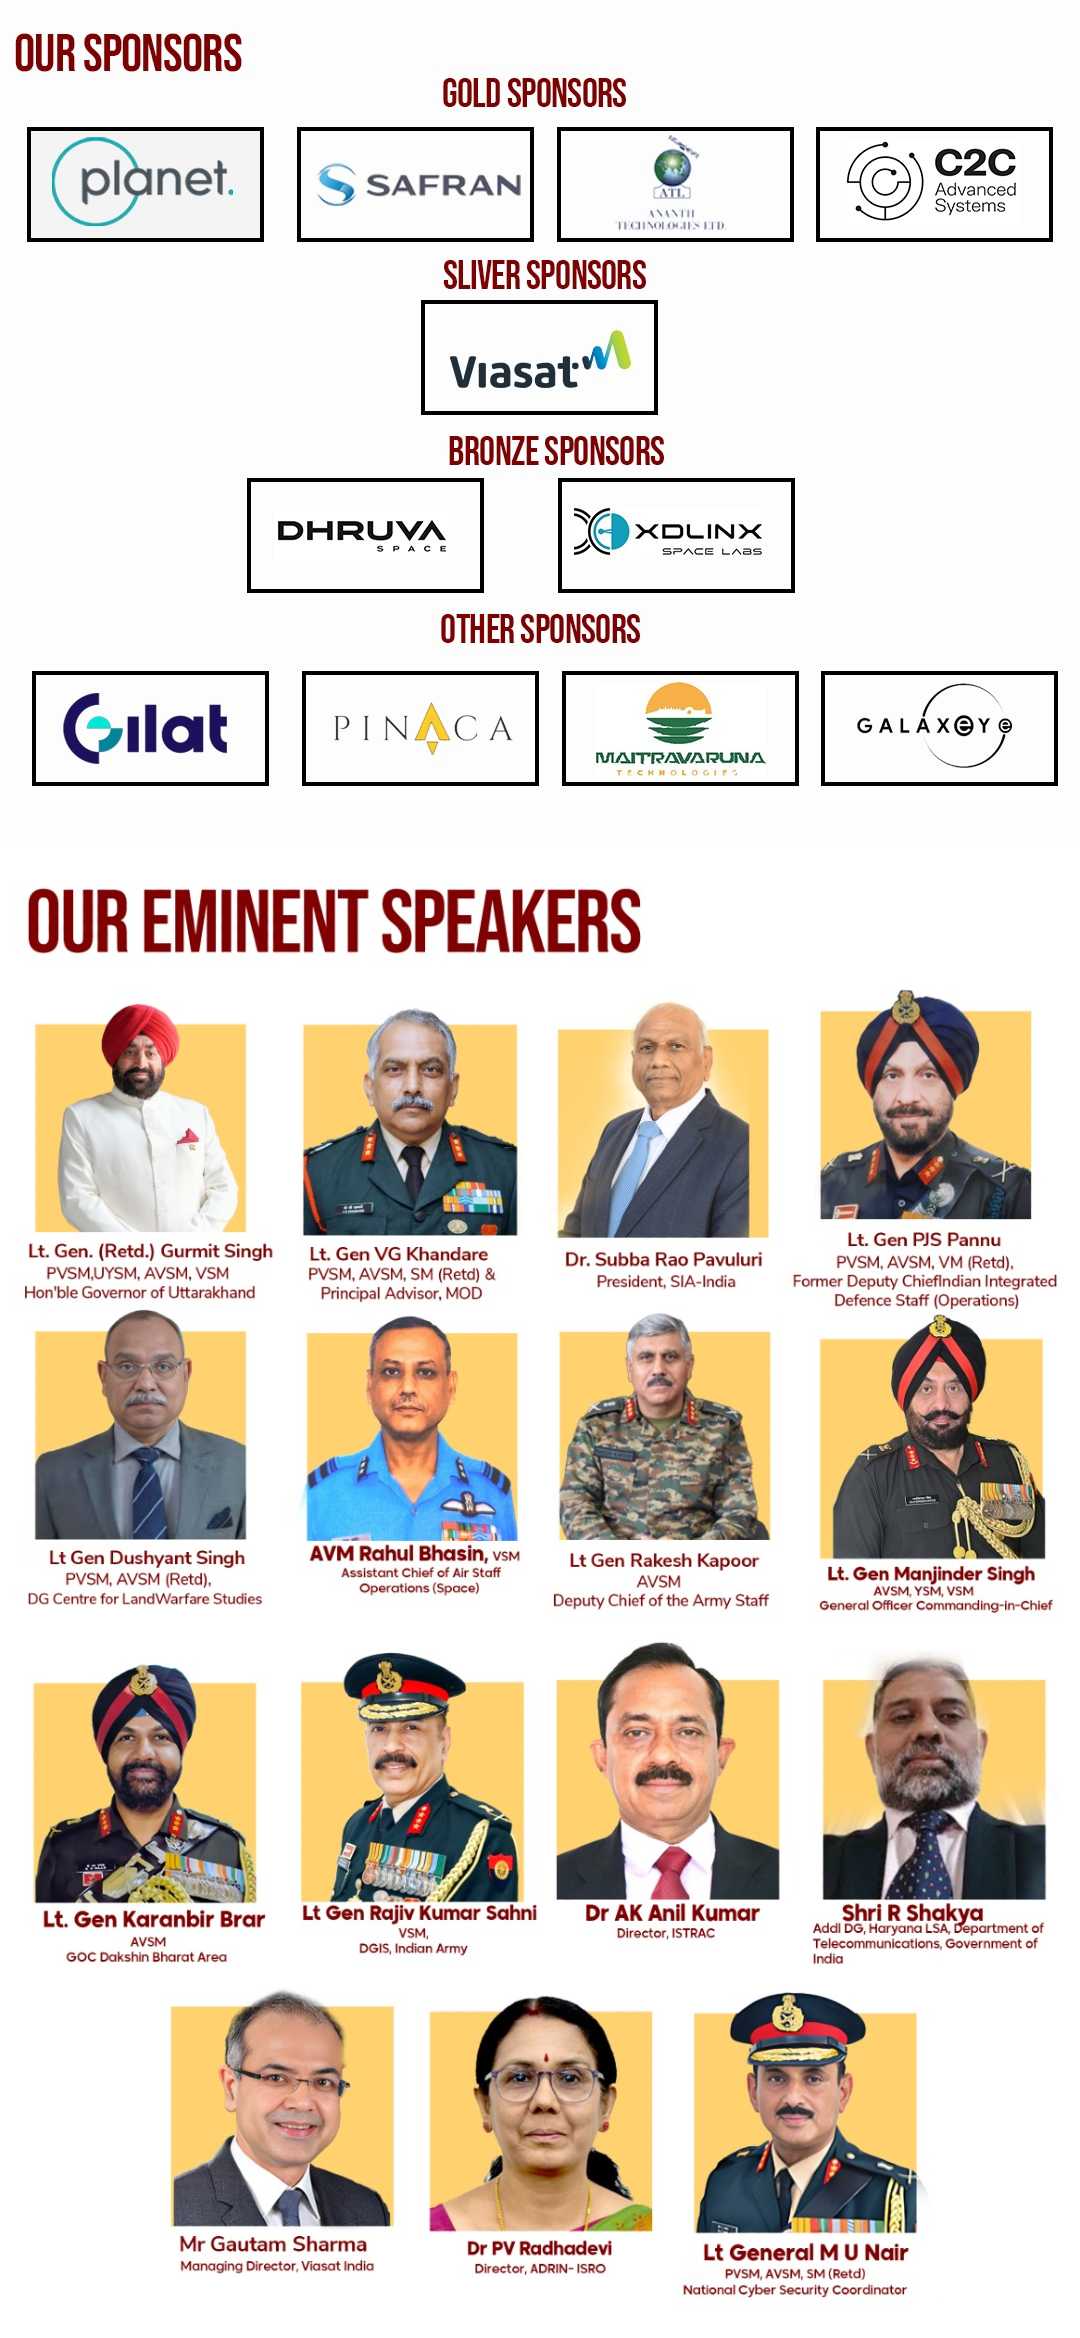 OUR SPONSORS
GOLD SPONSORS
planet.
SAFRAN
ATL
ANANTH
TECHNOLOGIES LTD.
C2C
Advanced
Systems
SLIVER SPONSORS
Viasat
BRONZE SPONSORS
DHRUVA
SPACE
XDLINX
SPACE LABS
OTHER SPONSORS
Gilat
PINACA
MAITRAVARUNA
TECHNOLOGIES
GALAXEYE
OUR EMINENT SPEAKERS
Lt. Gen. (Retd.) Gurmit Singh
PVSM,UYSM, AVSM, VSM
Hon'ble Governor of Uttarakhand
Lt. Gen VG Khandare
PVSM, AVSM, SM (Retd) &
Principal Advisor, MOD
Dr. Subba Rao Pavuluri
President, SIA-India
Lt. Gen PJS Pannu
PVSM, AVSM, VM (Retd),
Former Deputy ChiefIndian Integrated
Defence Staff (Operations)
Lt Gen Dushyant Singh
PVSM, AVSM (Retd),
DG Centre for LandWarfare Studies
AVM Rahul Bhasin, VSM
Assistant Chief of Air Staff
Operations (Space)
Lt Gen Rakesh Kapoor
AVSM
Deputy Chief of the Army Staff
Lt. Gen Manjinder Singh
AVSM, YSM, VSM
General Officer Commanding-in-Chief
Lt. Gen Karanbir Brar
AVSM
GOC Dakshin Bharat Area
Lt Gen Rajiv Kumar Sahni
VSM,
DGIS, Indian Army
Dr AK Anil Kumar
Director, ISTRAC
Shri R Shakya
Addl DG, Haryana LSA, Department of
Telecommunications, Government of
India
Mr Gautam Sharma
Managing Director, Viasat India
Dr PV Radhadevi
Director, ADRIN- ISRO
Lt General M U Nair
PVSM, AVSM, SM (Retd)
National Cyber Security Coordinator